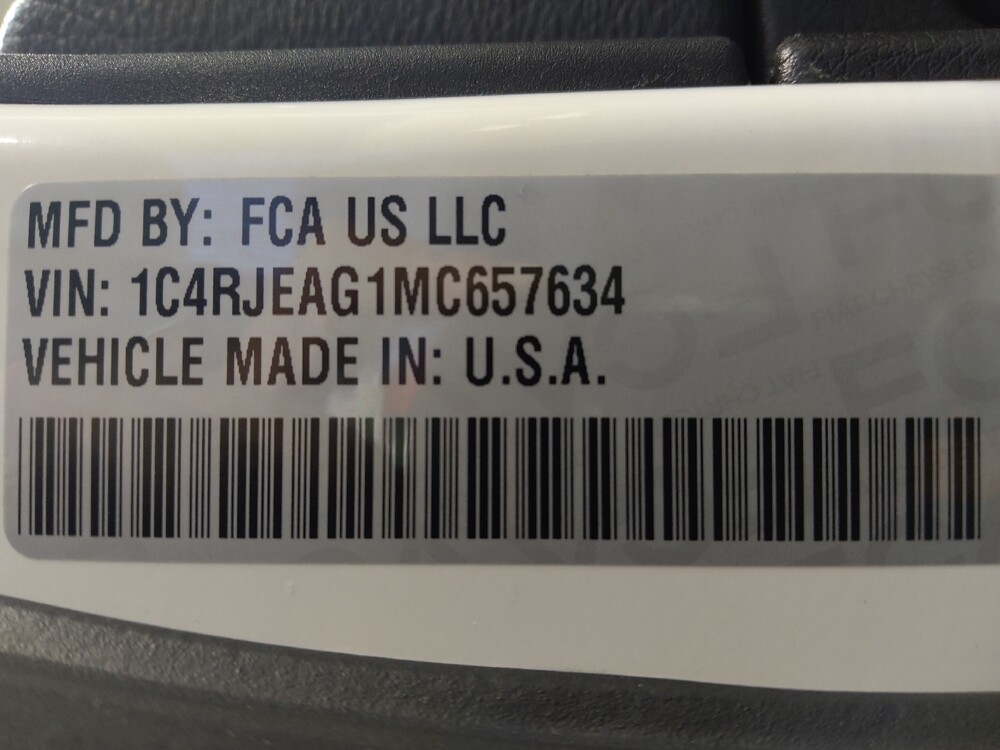 MFD BY: FCA US LLC
VIN: 1C4RJEAG1MC657634
VEHICLE MADE IN: U.S.A.